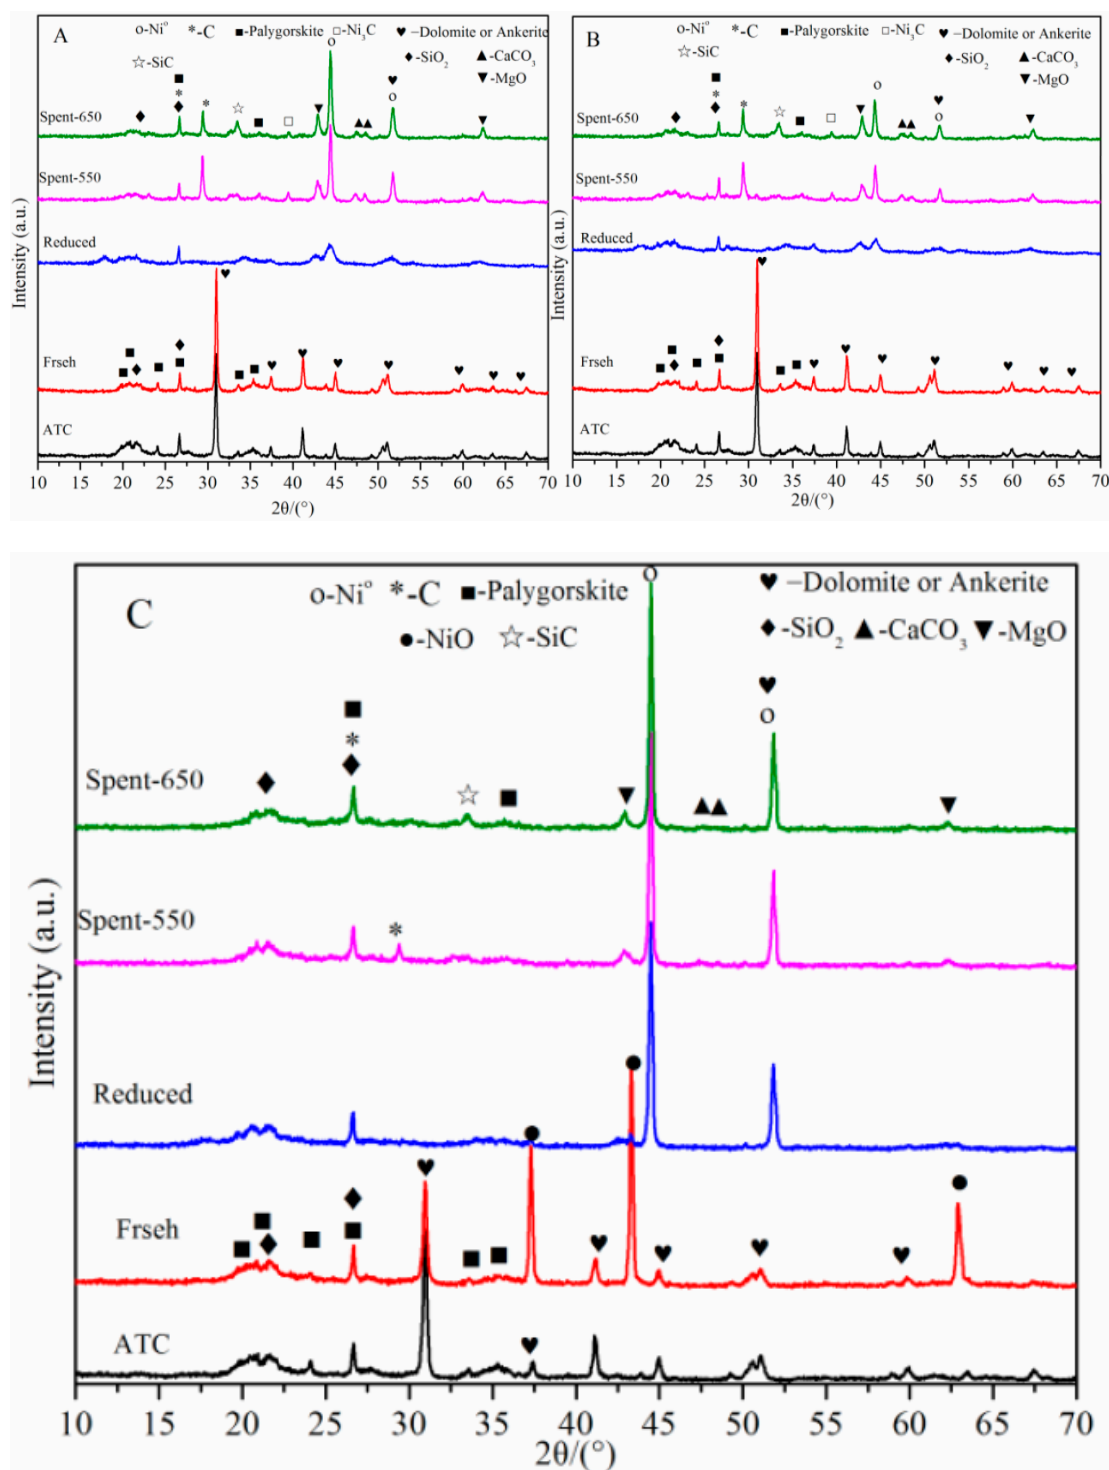 A
o-Ni° *-C ■-Palygorskite □-Ni3C ♥ –Dolomite or Ankerite
☆-SiC ◆-SiO2 ▲-CaCO3
▼-MgO
Spent-650
Spent-550
Reduced
Frseh
ATC
Intensity (a.u.)
10 15 20 25 30 35 40 45 50 55 60 65 70
2θ/(°)
B
o-Ni° *-C ■-Palygorskite □-Ni3C ♥ –Dolomite or Ankerite
☆-SiC ◆-SiO2 ▲-CaCO3
▼-MgO
Spent-650
Spent-550
Reduced
Frseh
ATC
Intensity (a.u.)
10 15 20 25 30 35 40 45 50 55 60 65 70
2θ/(°)
C
o-Ni° *-C ■-Palygorskite ♥ –Dolomite or Ankerite
●-NiO ☆-SiC ◆-SiO2 ▲-CaCO3 ▼-MgO
Spent-650
Spent-550
Reduced
Frseh
ATC
Intensity (a.u.)
10 15 20 25 30 35 40 45 50 55 60 65 70
2θ/(°)